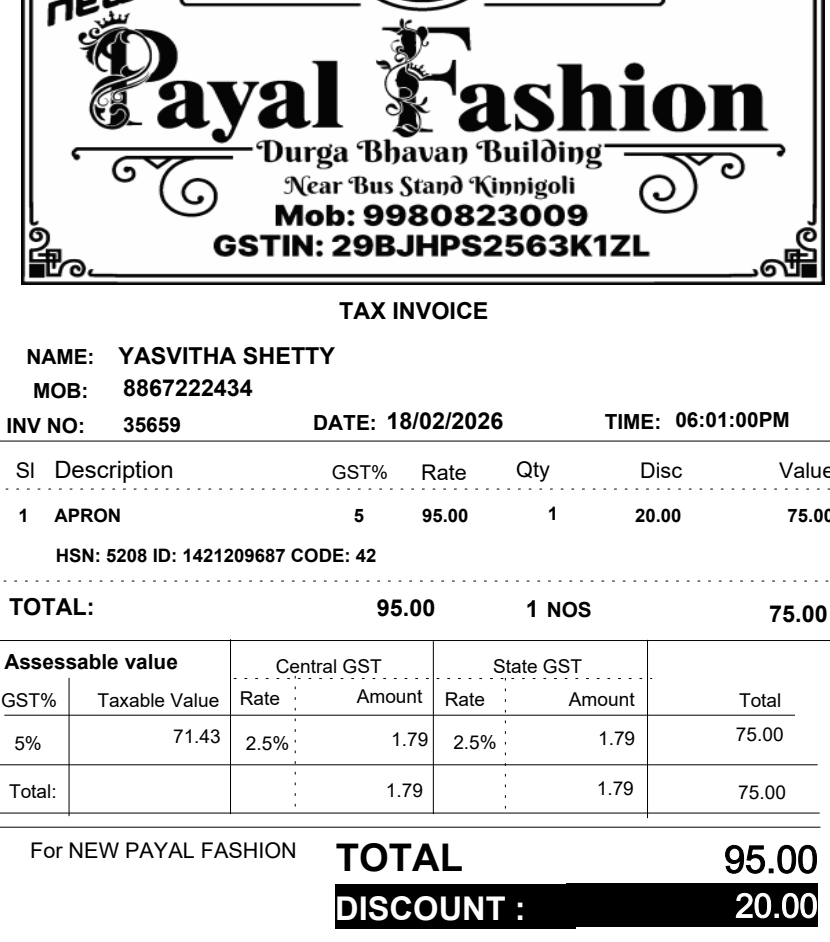 new
Payal Fashion
Durga Bhavan Building
Near Bus Stand Kinnigoli
Mob: 9980823009
GSTIN: 29BJHPS2563K1ZL
TAX INVOICE
NAME: YASVITHA SHETTY
MOB: 8867222434
INV NO: 35659 DATE: 18/02/2026 TIME: 06:01:00PM
Sl Description GST% Rate Qty Disc Value
1 APRON 5 95.00 1 20.00 75.00
HSN: 5208 ID: 1421209687 CODE: 42
TOTAL: 95.00 1 NOS 75.00
Assessable value Central GST State GST
GST% Taxable Value Rate Amount Rate Amount Total
5% 71.43 2.5% 1.79 2.5% 1.79 75.00
Total: 1.79 1.79 75.00
For NEW PAYAL FASHION TOTAL 95.00
DISCOUNT : 20.00